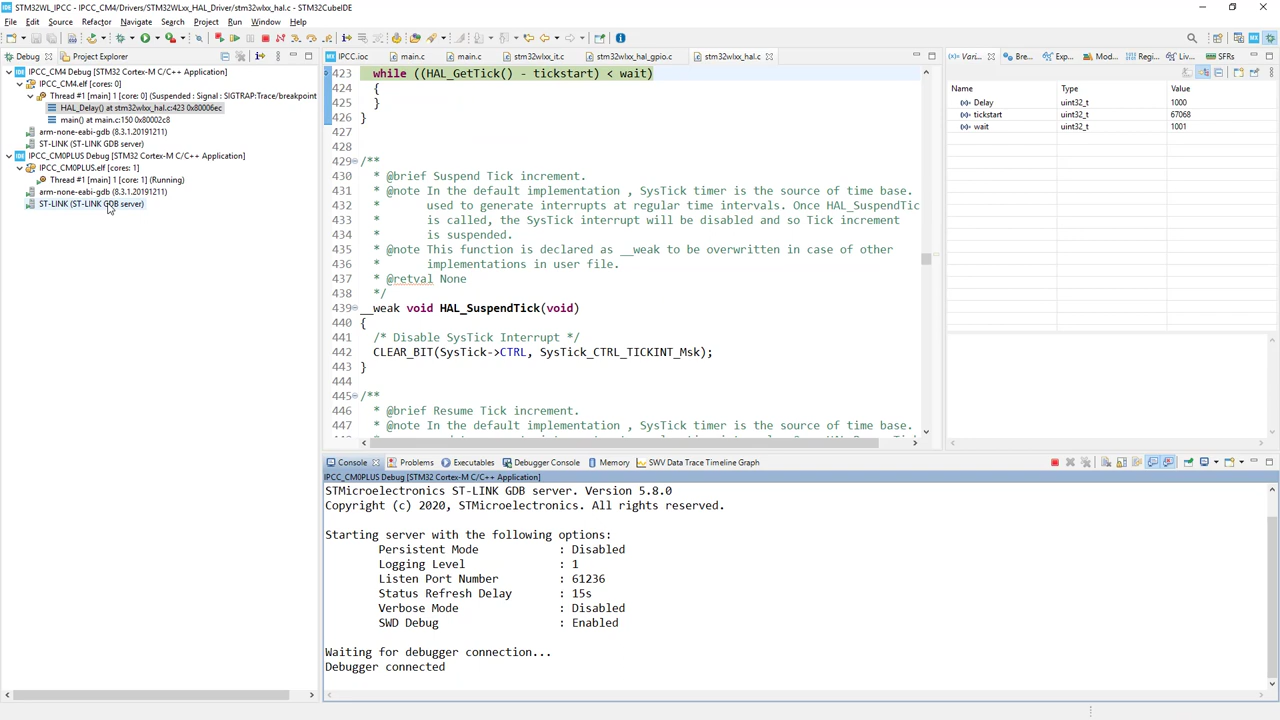 STM32WL_IPCC - IPCC_CM4/Drivers/STM32WLxx_HAL_Driver/stm32wlxx_hal.c - STM32CubeIDE
File Edit Source Refactor Navigate Search Project Run Window Help
Debug Project Explorer
IPCC_CM4 Debug [STM32 Cortex-M C/C++ Application]
IPCC_CM4.elf [cores: 0]
Thread #1 [main] 1 [core: 0] (Suspended : Signal : SIGTRAP:Trace/breakpoint
HAL_Delay() at stm32wlxx_hal.c:423 0x80006ec
main() at main.c:150 0x80002c8
arm-none-eabi-gdb (8.3.1.20191211)
ST-LINK (ST-LINK GDB server)
IPCC_CM0PLUS Debug [STM32 Cortex-M C/C++ Application]
IPCC_CM0PLUS.elf [cores: 1]
Thread #1 [main] 1 [core: 1] (Running)
arm-none-eabi-gdb (8.3.1.20191211)
ST-LINK (ST-LINK GDB server)
IPCC.ioc main.c main.c stm32wlxx_it.c stm32wlxx_hal_gpio.c stm32wlxx_hal.c
423 while ((HAL_GetTick() - tickstart) < wait)
424 {
425 }
426 }
427
428
429 /**
430 * @brief Suspend Tick increment.
431 * @note In the default implementation , SysTick timer is the source of time base.
432 * used to generate interrupts at regular time intervals. Once HAL_SuspendTic
433 * is called, the SysTick interrupt will be disabled and so Tick increment
434 * is suspended.
435 * @note This function is declared as __weak to be overwritten in case of other
436 * implementations in user file.
437 * @retval None
438 */
439 __weak void HAL_SuspendTick(void)
440 {
441 /* Disable SysTick Interrupt */
442 CLEAR_BIT(SysTick->CTRL, SysTick_CTRL_TICKINT_Msk);
443 }
444
445 /**
446 * @brief Resume Tick increment.
447 * @note In the default implementation, SysTick timer is the source of time base.
Vari... Bre... Exp... Mod... Regi... Liv... SFRs
Name Type Value
Delay uint32_t 1000
tickstart uint32_t 67068
wait uint32_t 1001
Console Problems Executables Debugger Console Memory SWV Data Trace Timeline Graph
IPCC_CM0PLUS Debug [STM32 Cortex-M C/C++ Application]
STMicroelectronics ST-LINK GDB server. Version 5.8.0
Copyright (c) 2020, STMicroelectronics. All rights reserved.
Starting server with the following options:
Persistent Mode : Disabled
Logging Level : 1
Listen Port Number : 61236
Status Refresh Delay : 15s
Verbose Mode : Disabled
SWD Debug : Enabled
Waiting for debugger connection...
Debugger connected